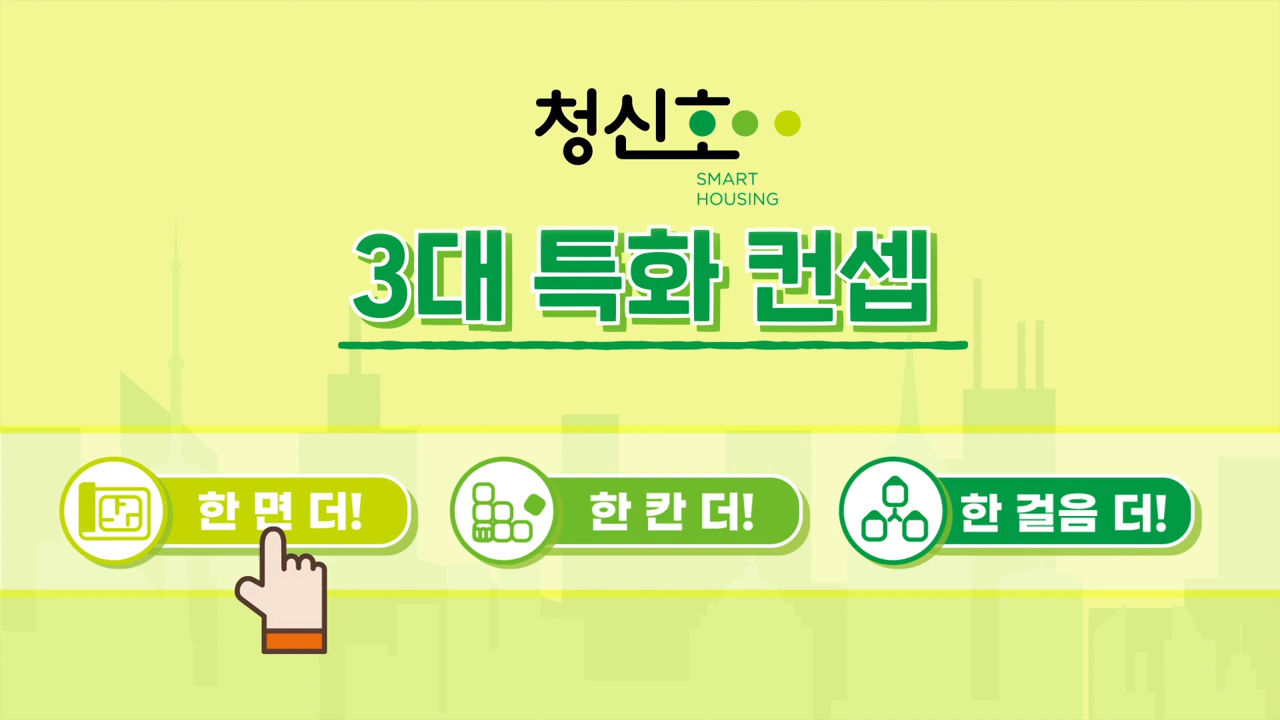 청신호
SMART
HOUSING
3대 특화 컨셉
한 면 더!
한 칸 더!
한 걸음 더!